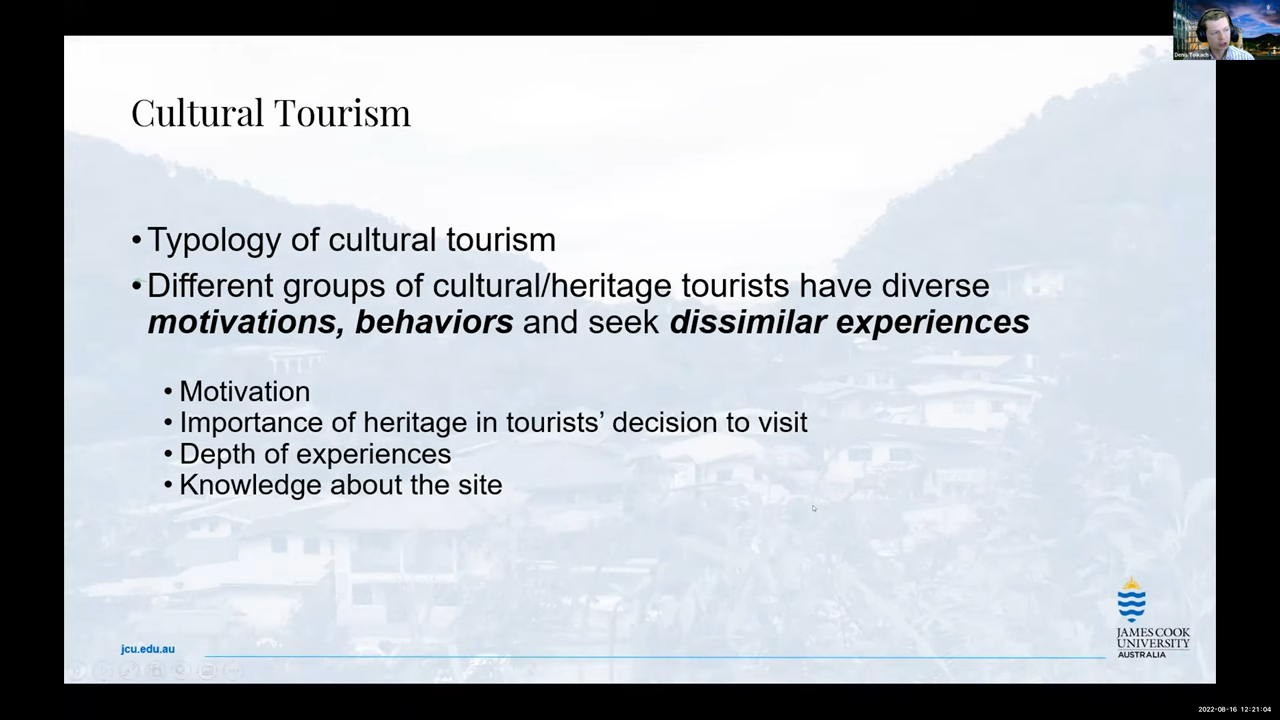 Denis Tolkach
Cultural Tourism
• Typology of cultural tourism
• Different groups of cultural/heritage tourists have diverse
motivations, behaviors and seek dissimilar experiences
• Motivation
• Importance of heritage in tourists’ decision to visit
• Depth of experiences
• Knowledge about the site
jcu.edu.au
JAMES COOK
UNIVERSITY
AUSTRALIA
2022-08-16 12:21:04